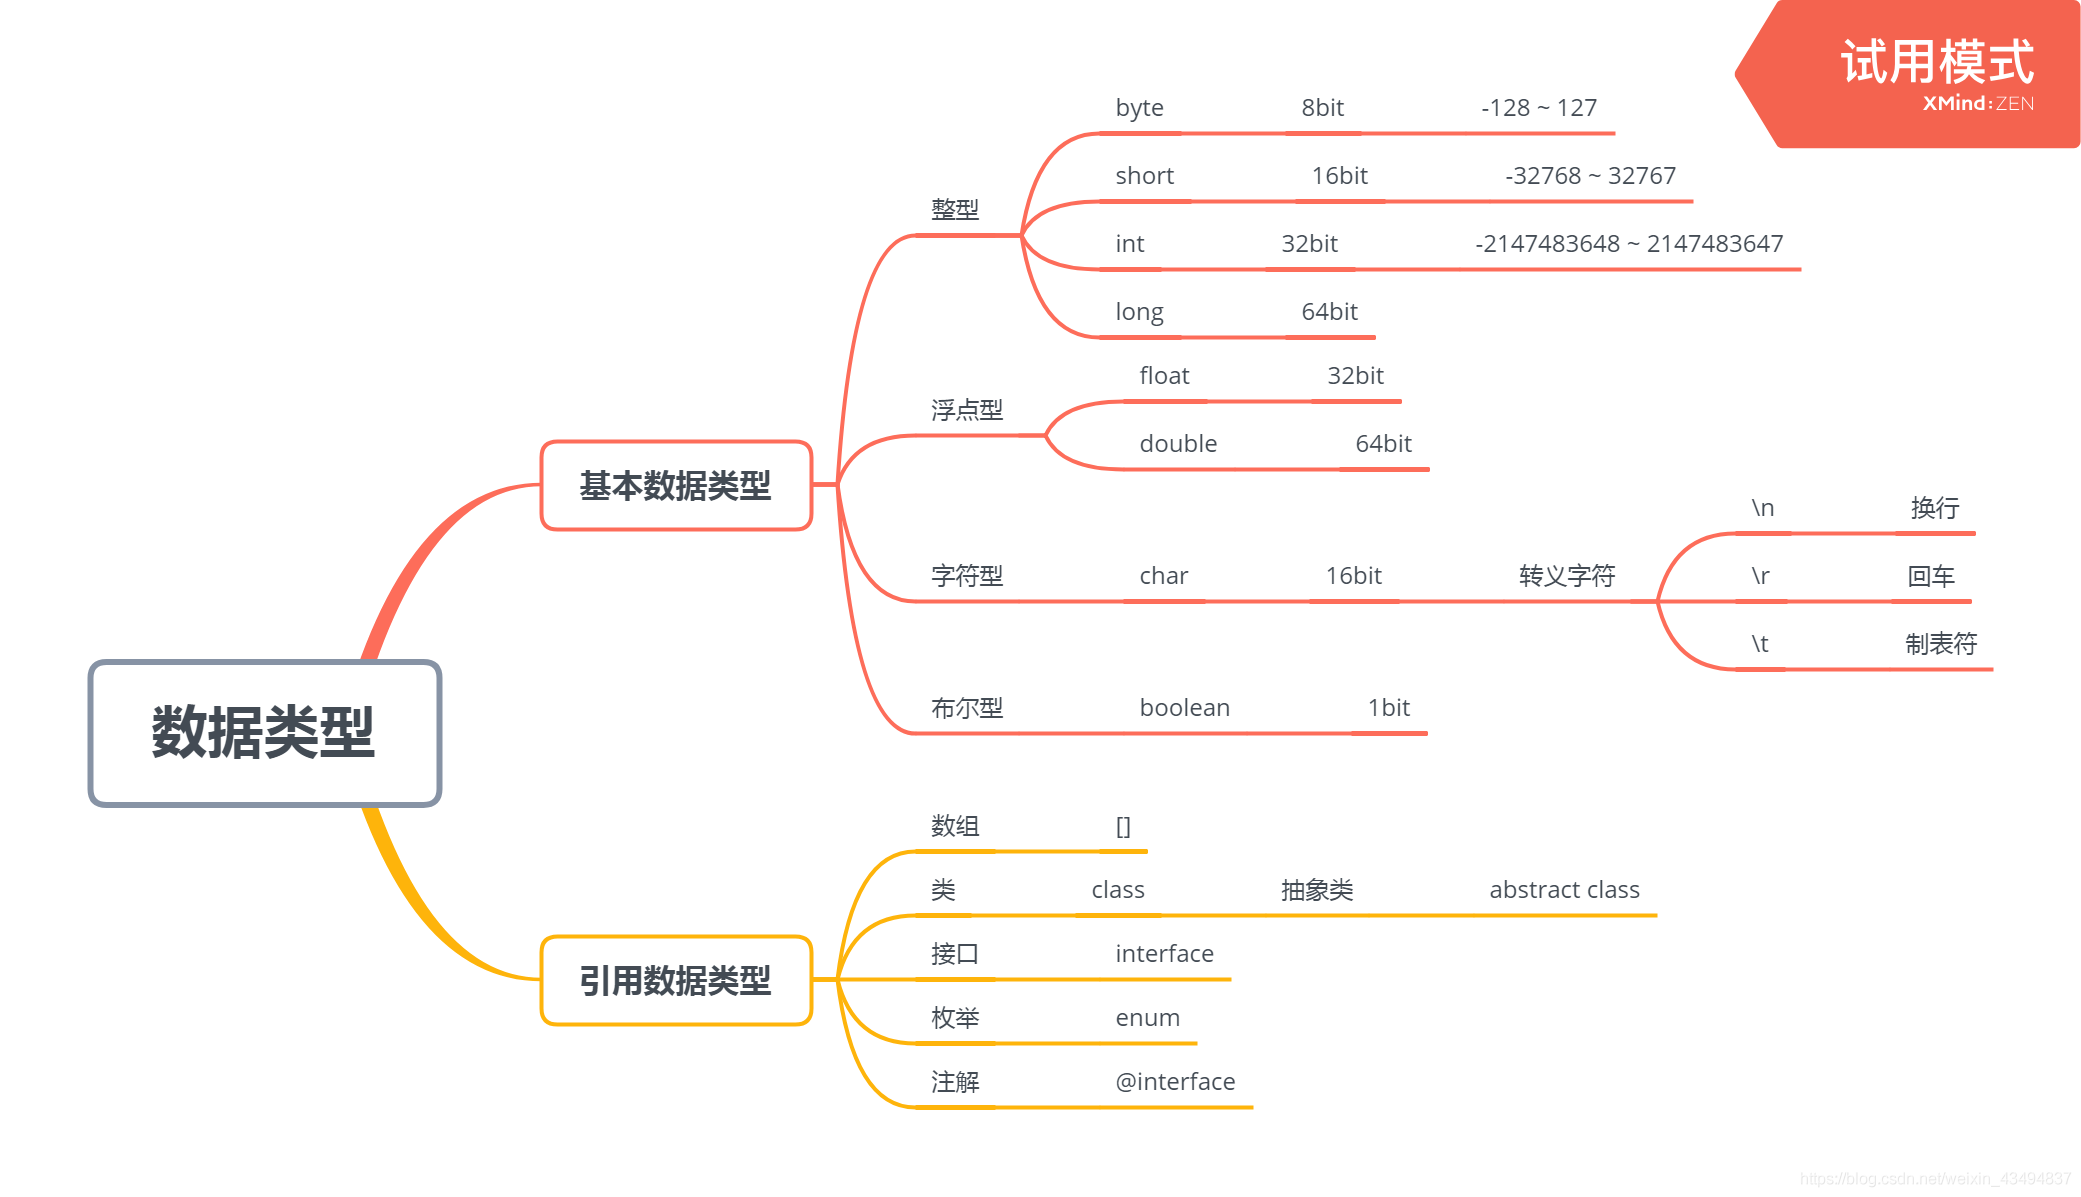 试用模式
XMind:ZEN
数据类型
基本数据类型
整型
byte 8bit -128 ~ 127
short 16bit -32768 ~ 32767
int 32bit -2147483648 ~ 2147483647
long 64bit
浮点型
float 32bit
double 64bit
字符型 char 16bit 转义字符
\n 换行
\r 回车
\t 制表符
布尔型 boolean 1bit
引用数据类型
数组 []
类 class 抽象类 abstract class
接口 interface
枚举 enum
注解 @interface
https://blog.csdn.net/weixin_43494837